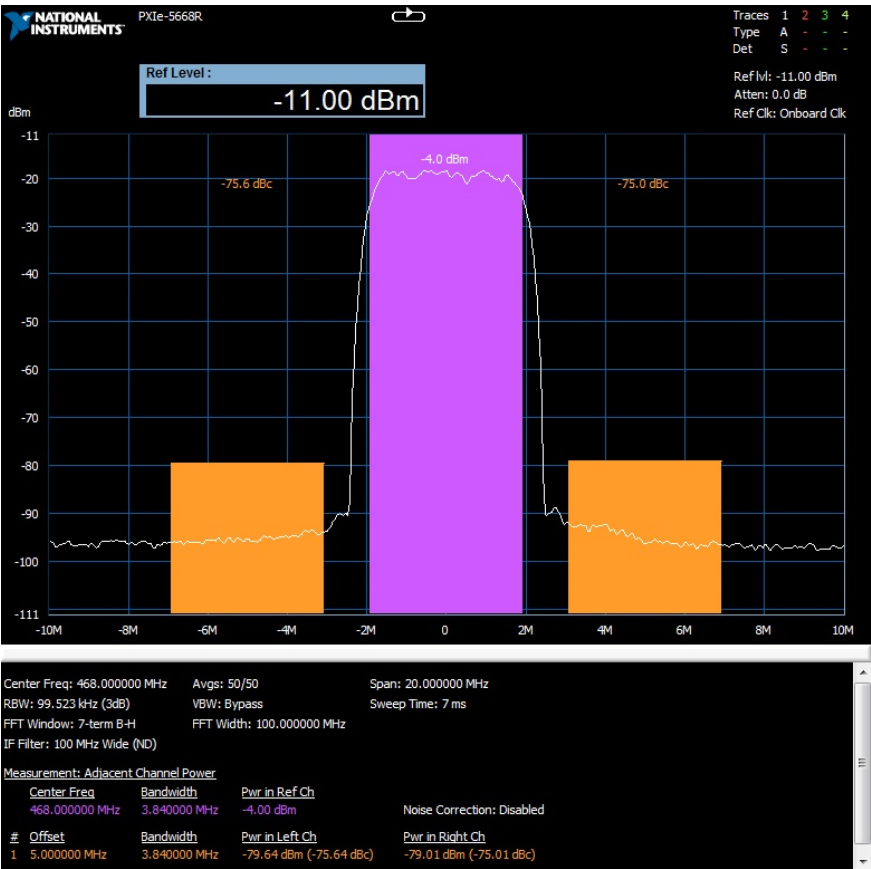 NATIONAL INSTRUMENTS™ PXIe-5668R Traces 1 2 3 4
Type A - - -
Det S - - -
Ref Level :
-11.00 dBm
Ref lvl: -11.00 dBm
Atten: 0.0 dB
Ref Clk: Onboard Clk
dBm
-11
-4.0 dBm
-75.6 dBc
-75.0 dBc
-20
-30
-40
-50
-60
-70
-80
-90
-100
-111
-10M -8M -6M -4M -2M 0 2M 4M 6M 8M 10M
Center Freq: 468.000000 MHz Avgs: 50/50 Span: 20.000000 MHz
RBW: 99.523 kHz (3dB) VBW: Bypass Sweep Time: 7 ms
FFT Window: 7-term B-H FFT Width: 100.000000 MHz
IF Filter: 100 MHz Wide (ND)
Measurement: Adjacent Channel Power
Center Freq Bandwidth Pwr in Ref Ch
468.000000 MHz 3.840000 MHz -4.00 dBm Noise Correction: Disabled
# Offset Bandwidth Pwr in Left Ch Pwr in Right Ch
1 5.000000 MHz 3.840000 MHz -79.64 dBm (-75.64 dBc) -79.01 dBm (-75.01 dBc)